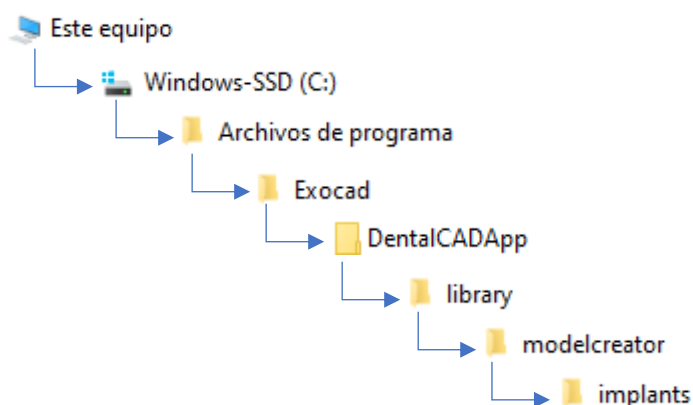 Este equipo
Windows-SSD (C:)
Archivos de programa
Exocad
DentalCADApp
library
modelcreator
implants